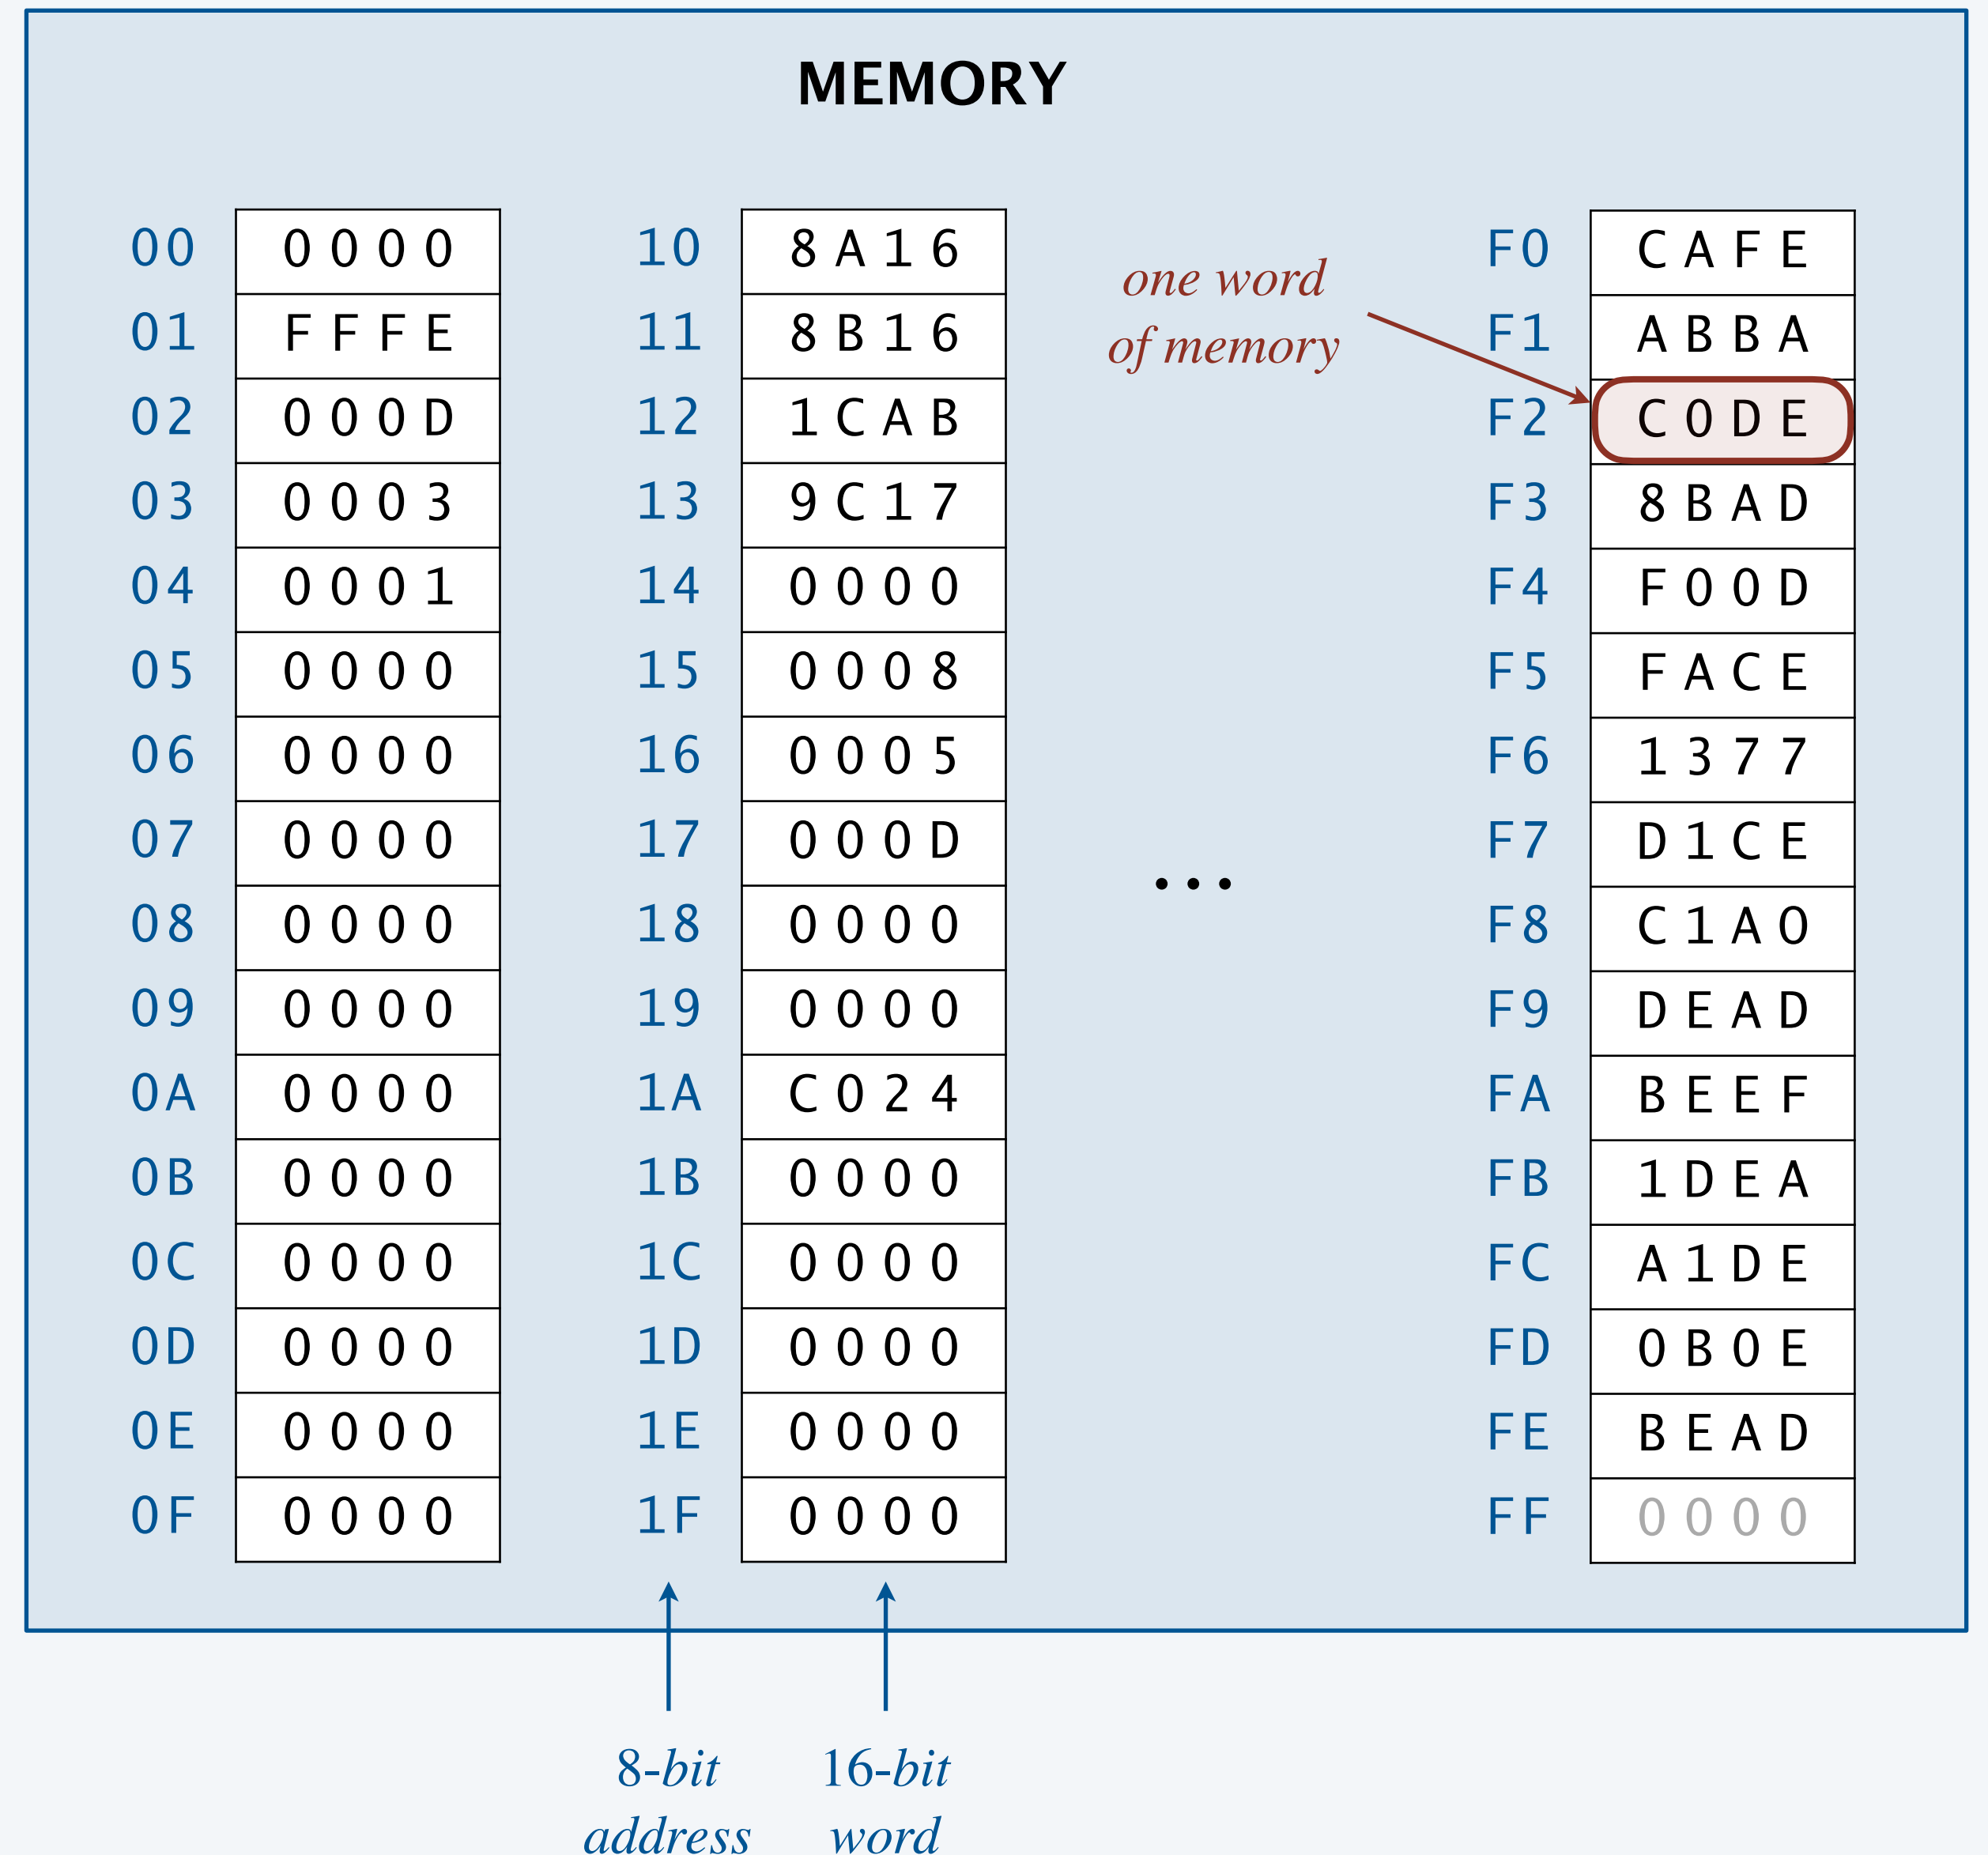 MEMORY
00 0000 10 8A16 F0 CAFE
01 FFFE 11 8B16 F1 ABBA
02 000D 12 1CAB F2 C0DE
03 0003 13 9C17 F3 8BAD
04 0001 14 0000 F4 F00D
05 0000 15 0008 F5 FACE
06 0000 16 0005 F6 1377
07 0000 17 000D F7 D1CE
08 0000 18 0000 F8 C1A0
09 0000 19 0000 F9 DEAD
0A 0000 1A C024 FA BEEF
0B 0000 1B 0000 FB 1DEA
0C 0000 1C 0000 FC A1DE
0D 0000 1D 0000 FD 0B0E
0E 0000 1E 0000 FE BEAD
0F 0000 1F 0000 FF 0000
one word
of memory
...
8-bit
address
16-bit
word